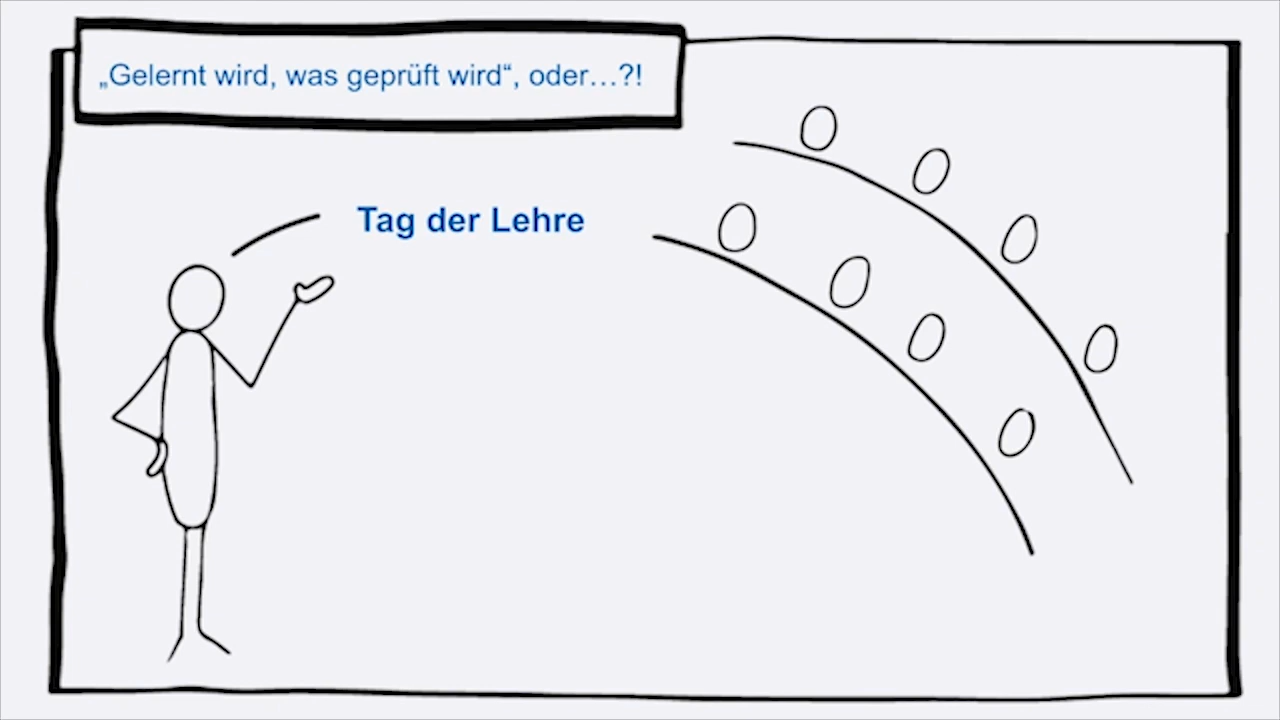 „Gelernt wird, was geprüft wird“, oder…?!
Tag der Lehre